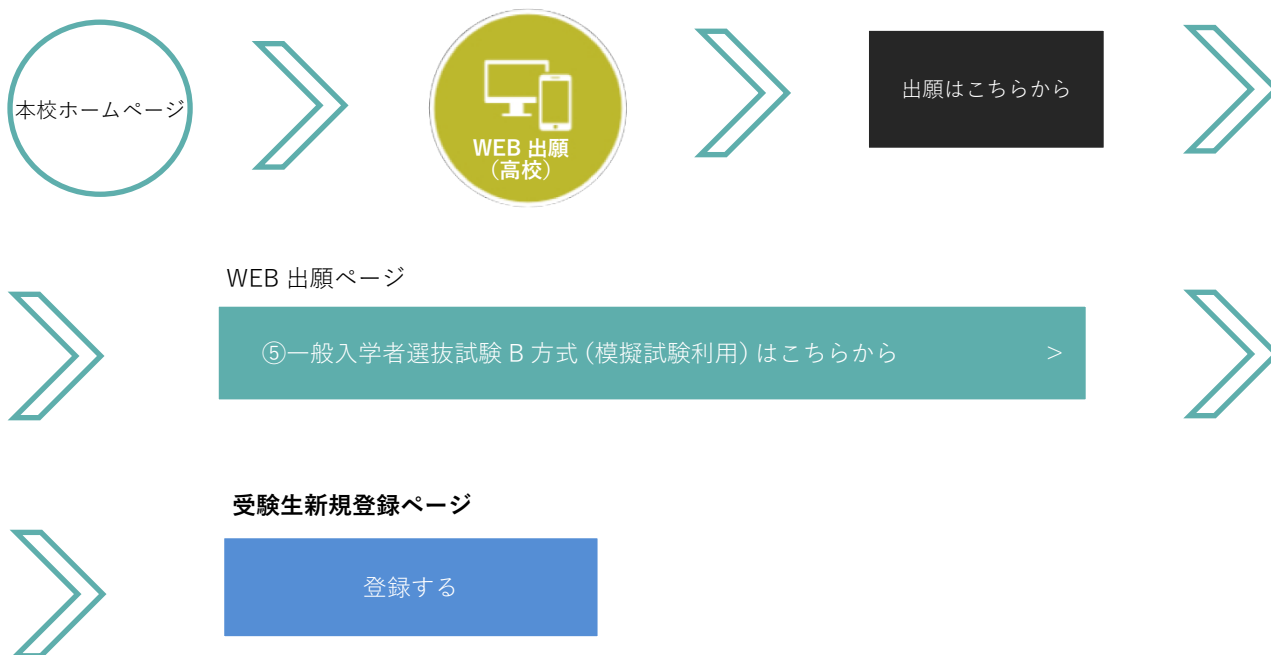 本校ホームページ
WEB 出願
（高校）
出願はこちらから
WEB 出願ページ
⑤一般入学者選抜試験 B 方式（模擬試験利用）はこちらから >
受験生新規登録ページ
登録する